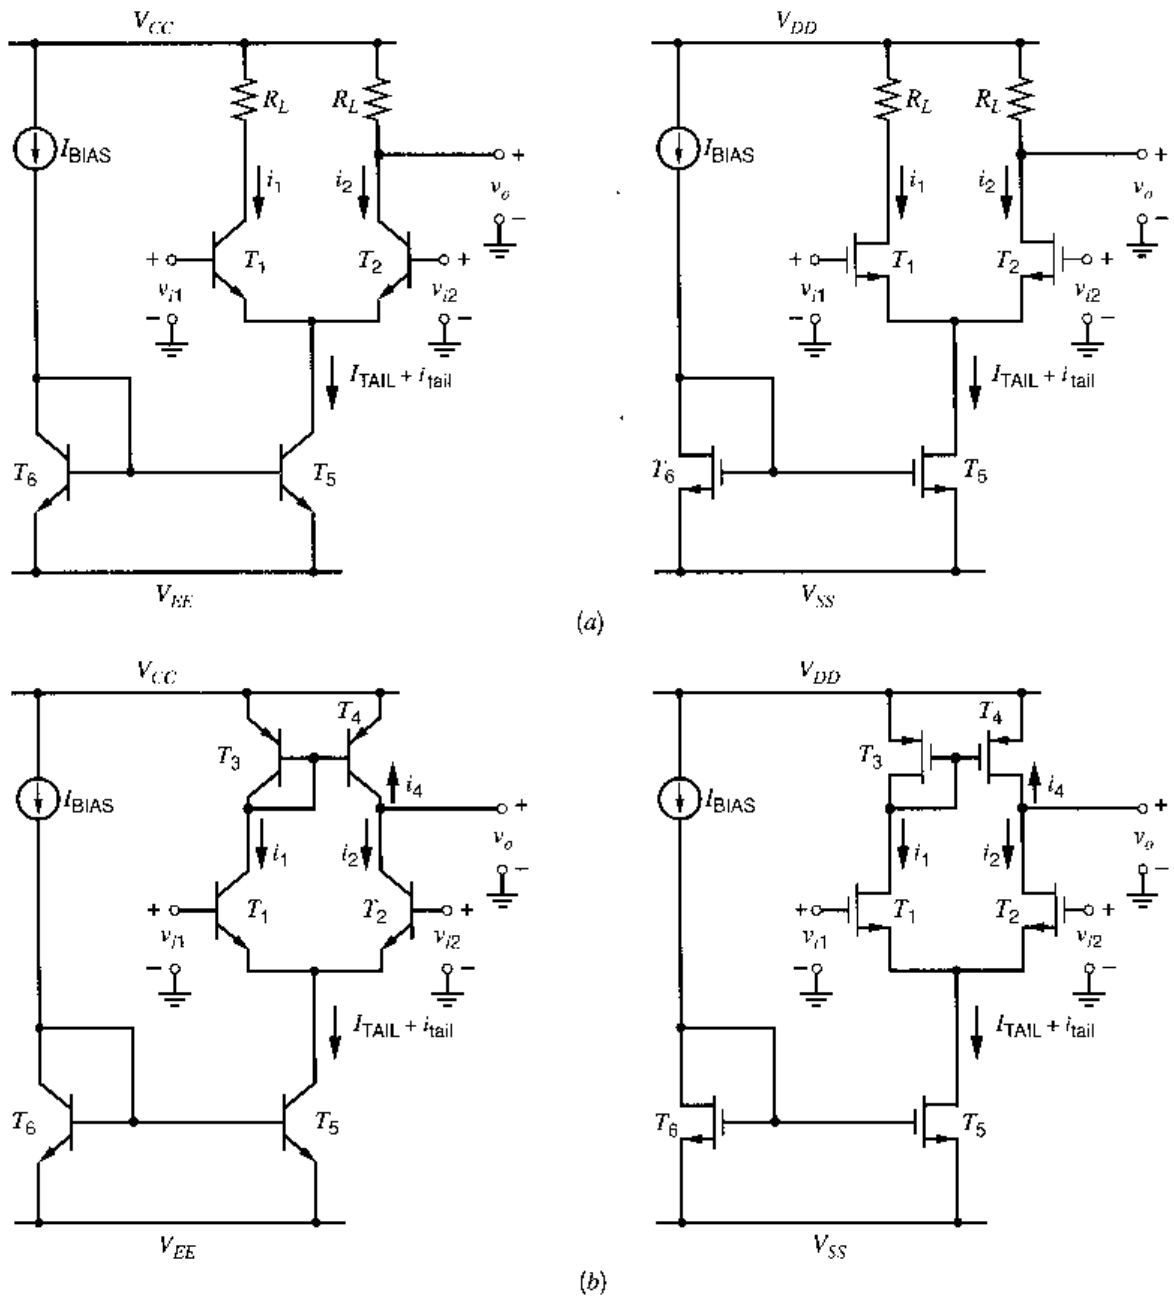 V_CC
V_DD
R_L R_L
R_L R_L
I_BIAS
I_BIAS
i_1 i_2
i_1 i_2
+
v_o
−
+
v_o
−
+ T_1 T_2 +
v_i1 v_i2
− −
+ T_1 T_2 +
v_i1 v_i2
− −
I_TAIL + i_tail
I_TAIL + i_tail
T_6 T_5
T_6 T_5
V_EE
V_SS
(a)
V_CC
V_DD
T_3 T_4
T_3 T_4
I_BIAS
I_BIAS
i_4
i_4
i_1 i_2
i_1 i_2
+
v_o
−
+
v_o
−
+ T_1 T_2 +
v_i1 v_i2
− −
+ T_1 T_2 +
v_i1 v_i2
− −
I_TAIL + i_tail
I_TAIL + i_tail
T_6 T_5
T_6 T_5
V_EE
V_SS
(b)